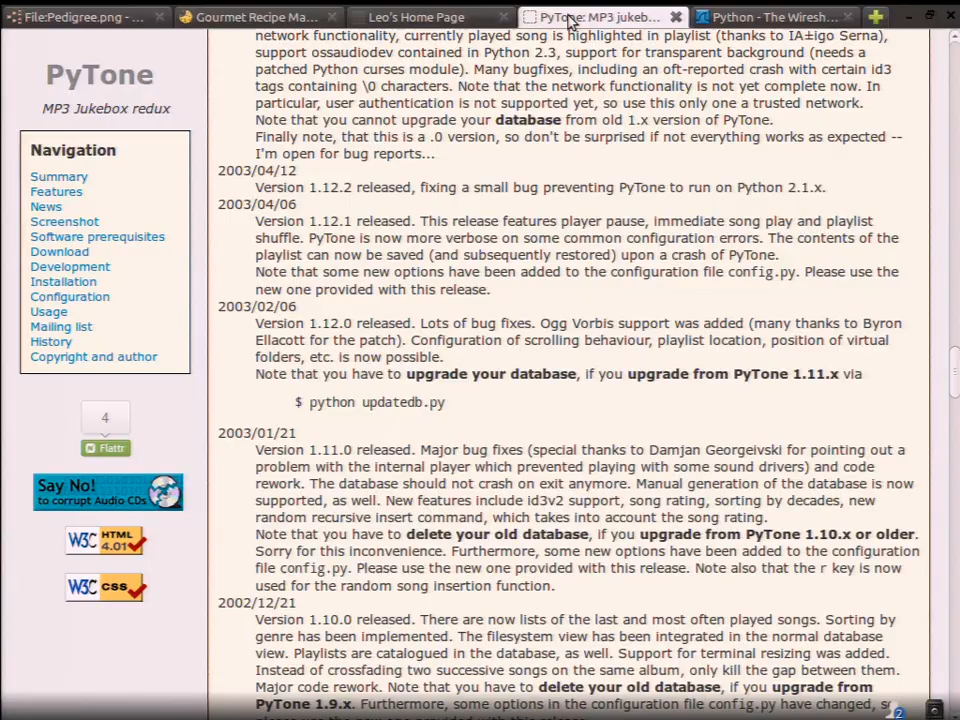 File:Pedigree.png - ...
Gourmet Recipe Ma...
Leo's Home Page
PyTone: MP3 jukeb...
Python - The Wiresh...
PyTone
MP3 Jukebox redux
Navigation
Summary
Features
News
Screenshot
Software prerequisites
Download
Development
Installation
Configuration
Usage
Mailing list
History
Copyright and author
4
Flattr
Say No!
to corrupt Audio CDs
W3C HTML 4.01
W3C css
network functionality, currently played song is highlighted in playlist (thanks to IA±igo Serna),
support ossaudiodev contained in Python 2.3, support for transparent background (needs a
patched Python curses module). Many bugfixes, including an oft-reported crash with certain id3
tags containing \0 characters. Note that the network functionality is not yet complete now. In
particular, user authentication is not supported yet, so use this only one a trusted network.
Note that you cannot upgrade your database from old 1.x version of PyTone.
Finally note, that this is a .0 version, so don't be surprised if not everything works as expected --
I'm open for bug reports...
2003/04/12
Version 1.12.2 released, fixing a small bug preventing PyTone to run on Python 2.1.x.
2003/04/06
Version 1.12.1 released. This release features player pause, immediate song play and playlist
shuffle. PyTone is now more verbose on some common configuration errors. The contents of the
playlist can now be saved (and subsequently restored) upon a crash of PyTone.
Note that some new options have been added to the configuration file config.py. Please use the
new one provided with this release.
2003/02/06
Version 1.12.0 released. Lots of bug fixes. Ogg Vorbis support was added (many thanks to Byron
Ellacott for the patch). Configuration of scrolling behaviour, playlist location, position of virtual
folders, etc. is now possible.
Note that you have to upgrade your database, if you upgrade from PyTone 1.11.x via
$ python updatedb.py
2003/01/21
Version 1.11.0 released. Major bug fixes (special thanks to Damjan Georgeivski for pointing out a
problem with the internal player which prevented playing with some sound drivers) and code
rework. The database should not crash on exit anymore. Manual generation of the database is now
supported, as well. New features include id3v2 support, song rating, sorting by decades, new
random recursive insert command, which takes into account the song rating.
Note that you have to delete your old database, if you upgrade from PyTone 1.10.x or older.
Sorry for this inconvenience. Furthermore, some new options have been added to the configuration
file config.py. Please use the new one provided with this release. Note also that the r key is now
used for the random song insertion function.
2002/12/21
Version 1.10.0 released. There are now lists of the last and most often played songs. Sorting by
genre has been implemented. The filesystem view has been integrated in the normal database
view. Playlists are catalogued in the database, as well. Support for terminal resizing was added.
Instead of crossfading two successive songs on the same album, only kill the gap between them.
Major code rework. Note that you have to delete your old database, if you upgrade from
PyTone 1.9.x. Furthermore, some options in the configuration file config.py have changed, so
2